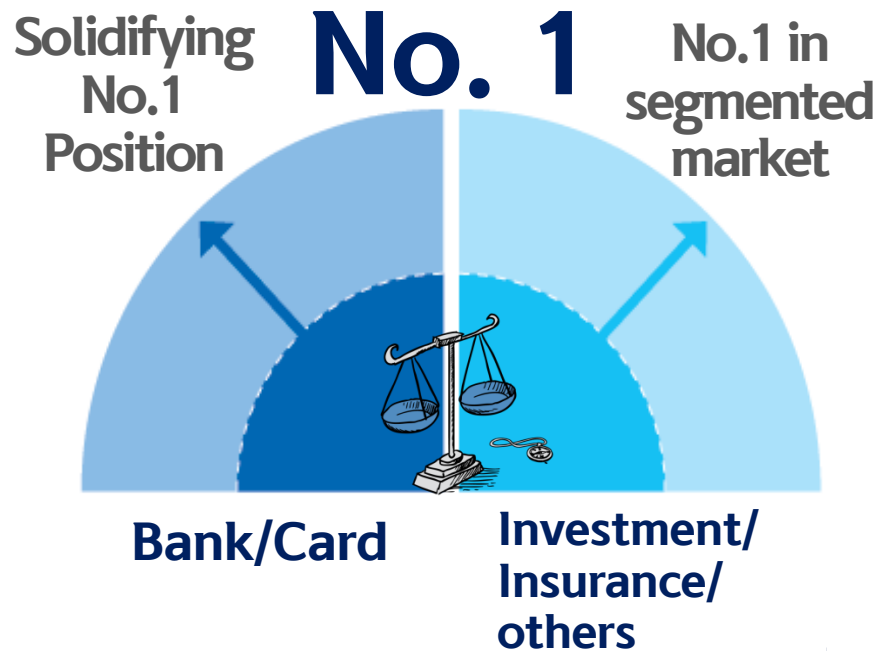 Solidifying
No.1
Position
No. 1
No.1 in
segmented
market
Bank/Card
Investment/
Insurance/
others